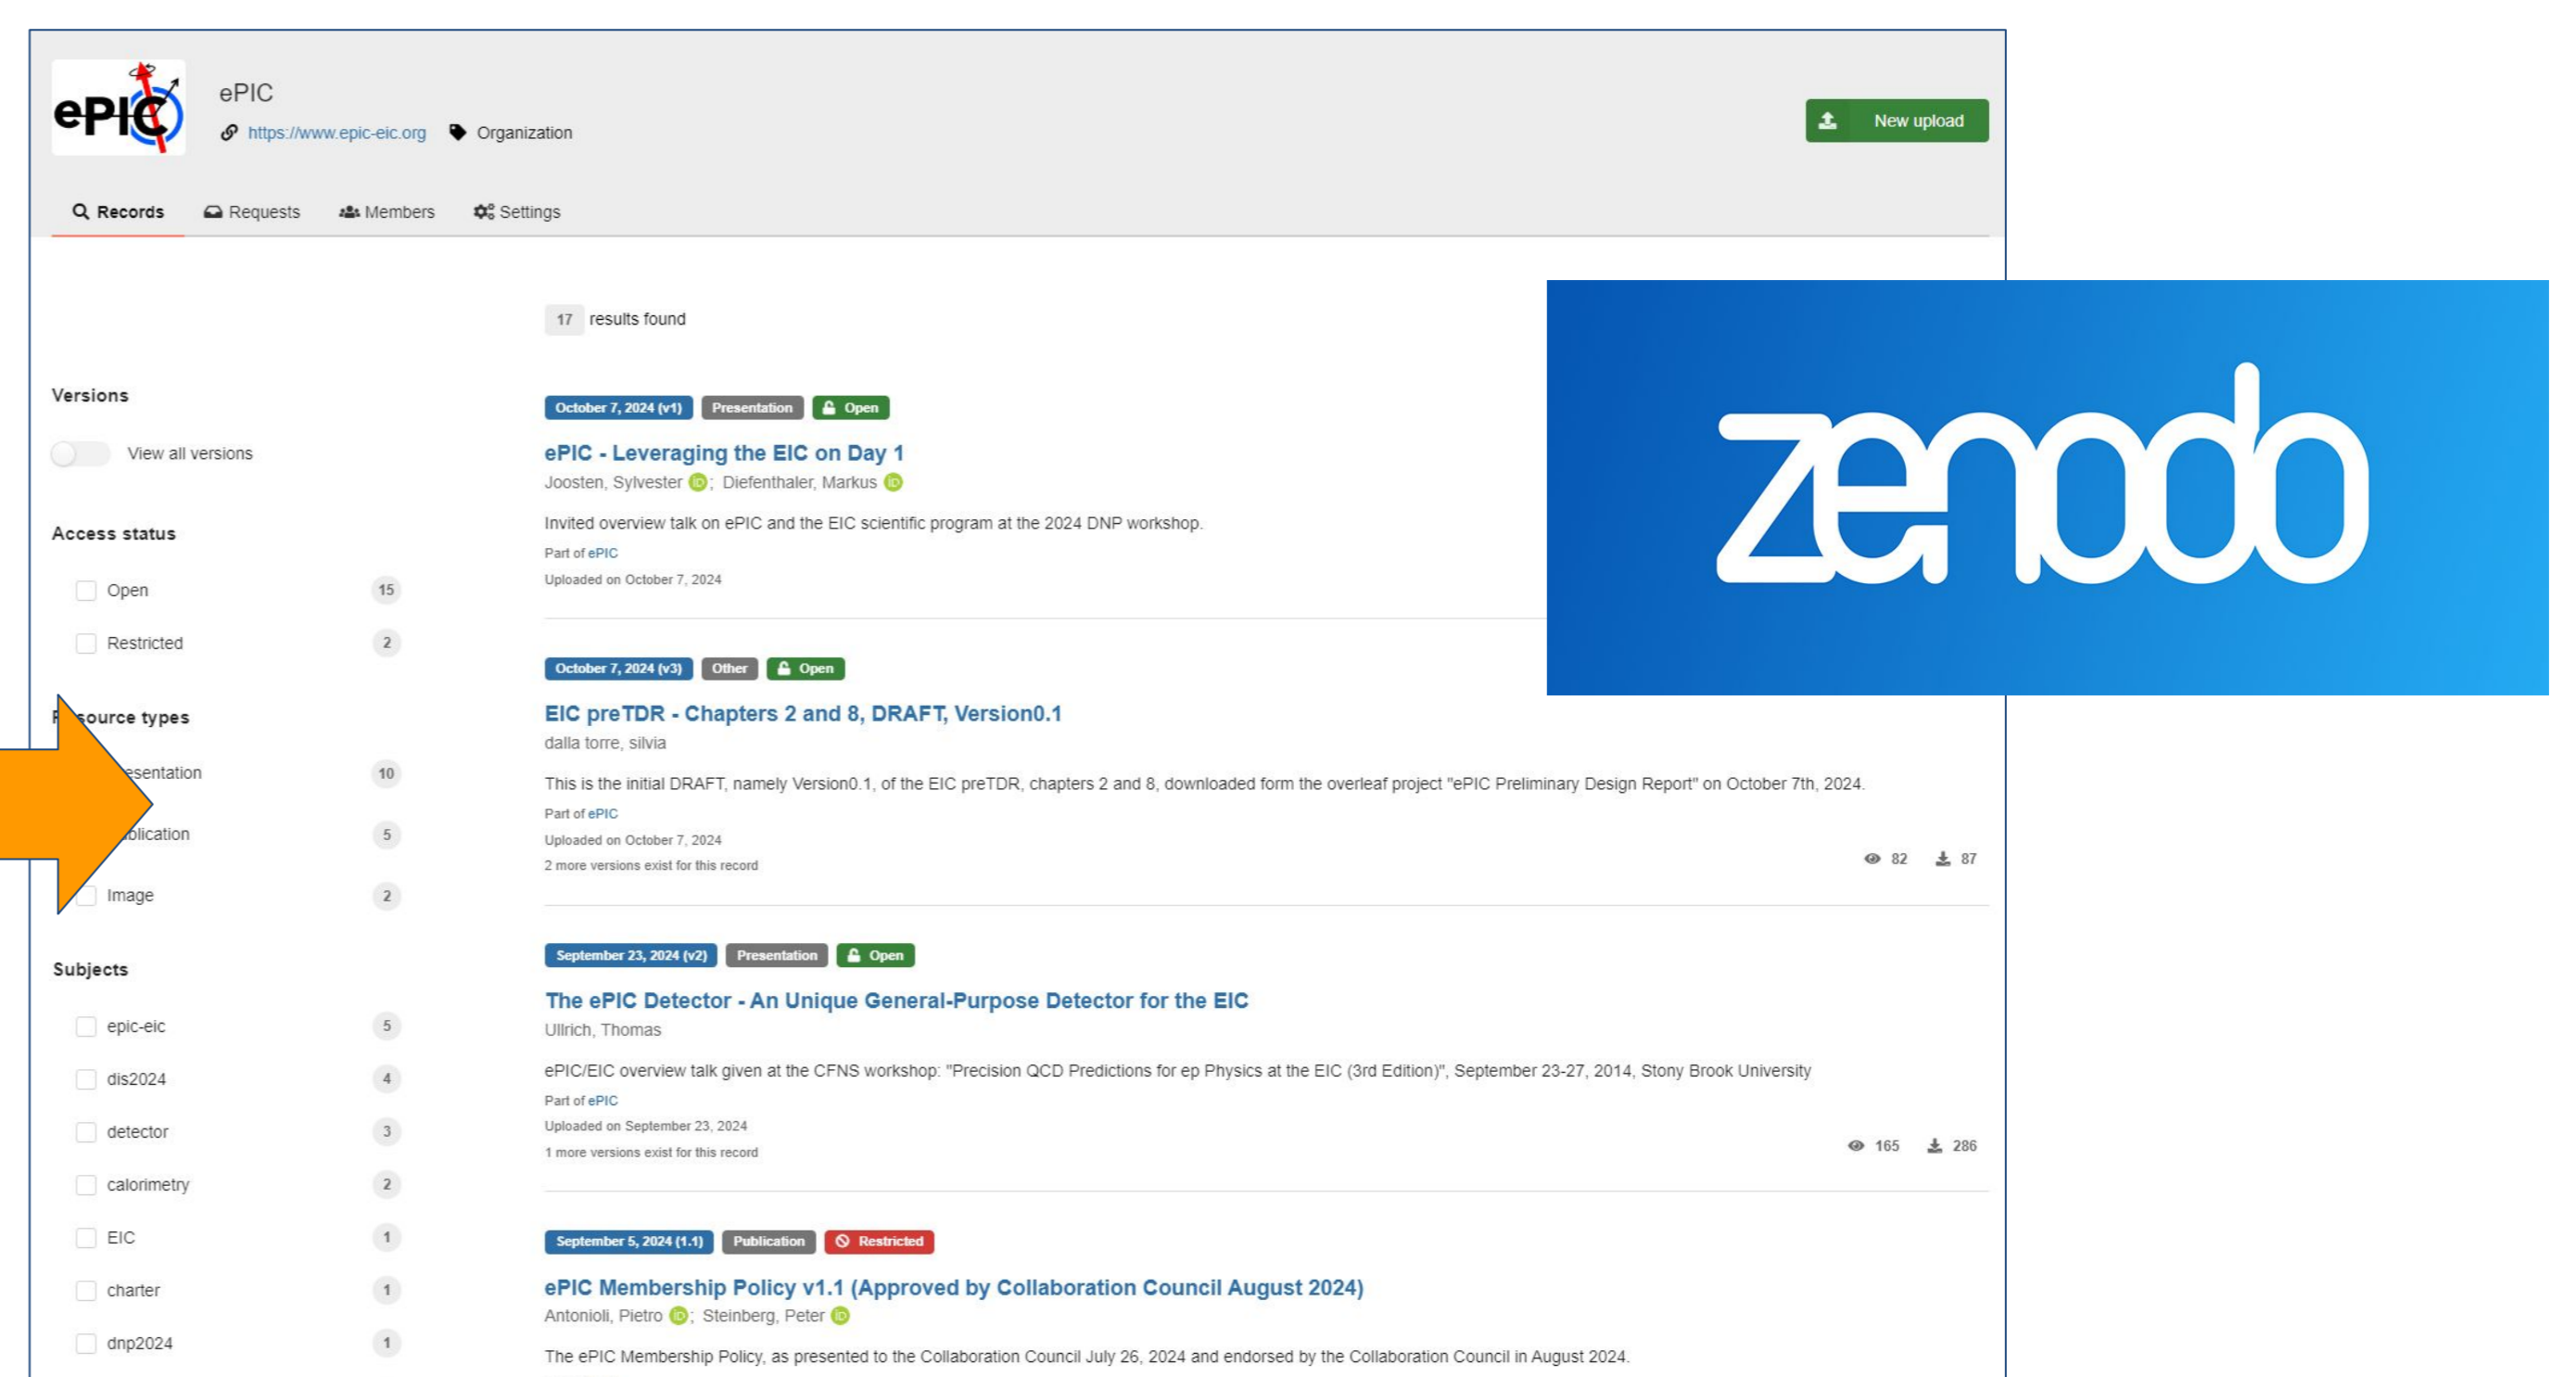 ePIC
ePIC
https://www.epic-eic.org Organization
New upload
Records Requests Members Settings
17 results found
zenodo
Versions
View all versions
Access status
Open 15
Restricted 2
source types
esentation 10
blication 5
Image 2
Subjects
epic-eic 5
dis2024 4
detector 3
calorimetry 2
EIC 1
charter 1
dnp2024 1
October 7, 2024 (v1) Presentation Open
ePIC - Leveraging the EIC on Day 1
Joosten, Sylvester iD; Diefenthaler, Markus iD
Invited overview talk on ePIC and the EIC scientific program at the 2024 DNP workshop.
Part of ePIC
Uploaded on October 7, 2024
October 7, 2024 (v3) Other Open
EIC preTDR - Chapters 2 and 8, DRAFT, Version0.1
dalla torre, silvia
This is the initial DRAFT, namely Version0.1, of the EIC preTDR, chapters 2 and 8, downloaded form the overleaf project "ePIC Preliminary Design Report" on October 7th, 2024.
Part of ePIC
Uploaded on October 7, 2024
2 more versions exist for this record
82 87
September 23, 2024 (v2) Presentation Open
The ePIC Detector - An Unique General-Purpose Detector for the EIC
Ullrich, Thomas
ePIC/EIC overview talk given at the CFNS workshop: "Precision QCD Predictions for ep Physics at the EIC (3rd Edition)", September 23-27, 2014, Stony Brook University
Part of ePIC
Uploaded on September 23, 2024
1 more versions exist for this record
165 286
September 5, 2024 (1.1) Publication Restricted
ePIC Membership Policy v1.1 (Approved by Collaboration Council August 2024)
Antonioli, Pietro iD; Steinberg, Peter iD
The ePIC Membership Policy, as presented to the Collaboration Council July 26, 2024 and endorsed by the Collaboration Council in August 2024.